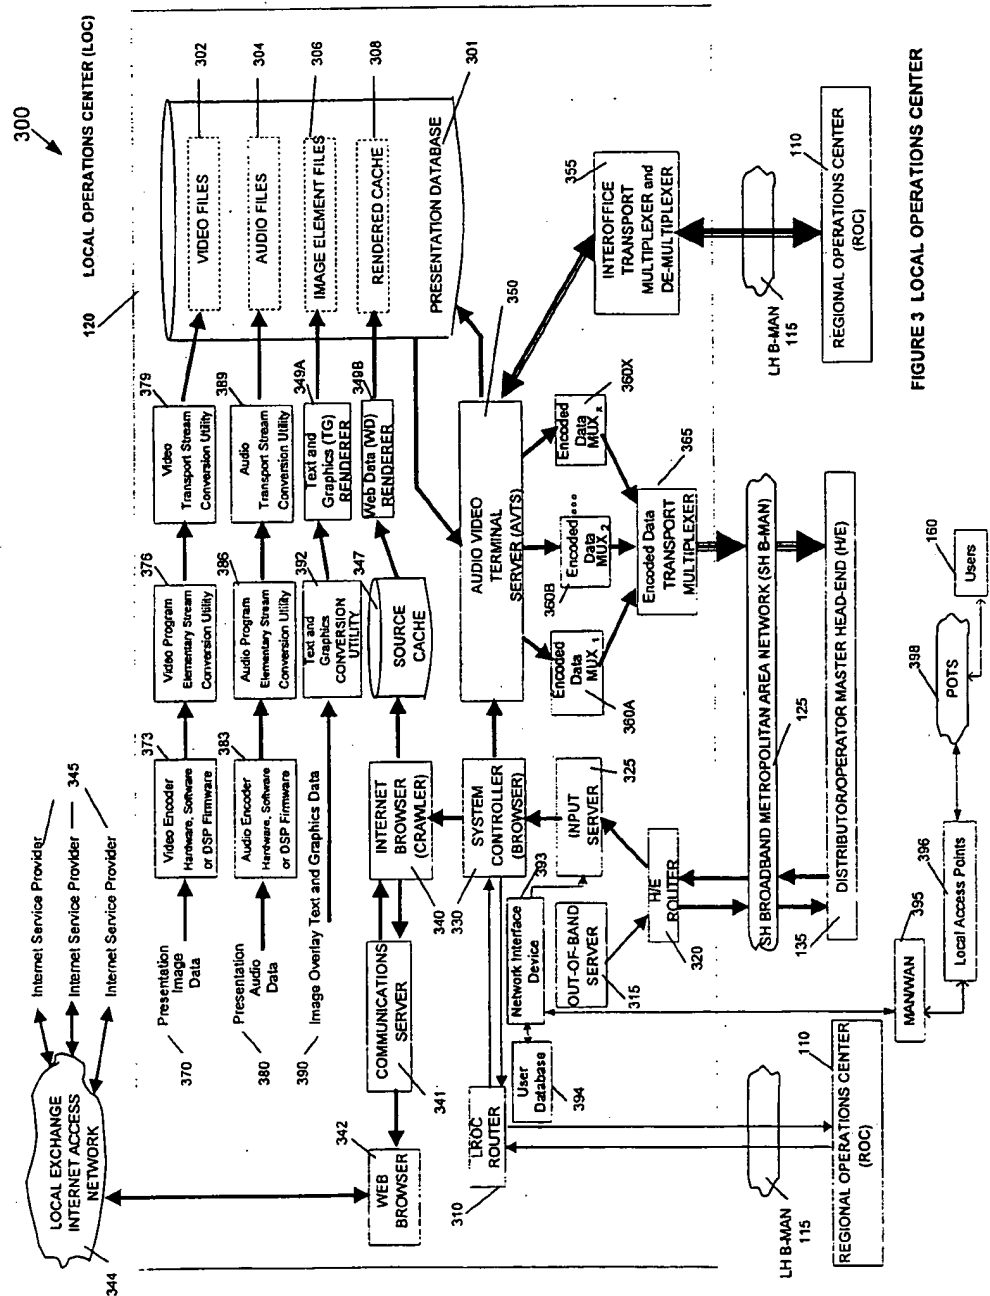 300
LOCAL OPERATIONS CENTER (LOC)
120
LOCAL EXCHANGE
INTERNET ACCESS
NETWORK
344
Internet Service Provider
Internet Service Provider
Internet Service Provider
345
Presentation
Image
Data
370
Video Encoder
Hardware, Software
or DSP Firmware
373
Video Program
Elementary Stream
Conversion Utility
376
Video
Transport Stream
Conversion Utility
379
VIDEO FILES
302
Presentation
Audio
Data
380
Audio Encoder
Hardware, Software
or DSP Firmware
383
Audio Program
Elementary Stream
Conversion Utility
386
Audio
Transport Stream
Conversion Utility
389
AUDIO FILES
304
Image Overlay Text and Graphics Data
390
Text and
Graphics
CONVERSION
UTILITY
392
Text and
Graphics (TG)
RENDERER
349A
IMAGE ELEMENT FILES
306
WEB
BROWSER
342
COMMUNICATIONS
SERVER
341
INTERNET
BROWSER
(CRAWLER)
340
SOURCE
CACHE
347
Web Data (WD)
RENDERER
349B
RENDERED CACHE
308
PRESENTATION DATABASE
301
LROC
ROUTER
310
SYSTEM
CONTROLLER
(BROWSER)
330
AUDIO VIDEO
TERMINAL
SERVER (AVTS)
350
User
Database
394
Network Interface
Device
393
INPUT
SERVER
325
OUT-OF-BAND
SERVER
315
H/E
ROUTER
320
Encoded
Data
MUX 1
360A
Encoded
Data
MUX 2
360B
Encoded
Data
MUX x
360X
Encoded Data
TRANSPORT
MULTIPLEXER
365
INTEROFFICE
TRANSPORT
MULTIPLEXER and
DE-MULTIPLEXER
355
LH B-MAN
115
SH BROADBAND METROPOLITAN AREA NETWORK (SH B-MAN)
125
LH B-MAN
115
REGIONAL OPERATIONS CENTER
(ROC)
110
DISTRIBUTOR/OPERATOR MASTER HEAD-END (H/E)
135
REGIONAL OPERATIONS CENTER
(ROC)
110
MAN/WAN
395
Local Access Points
396
POTS
398
Users
160
FIGURE 3 LOCAL OPERATIONS CENTER